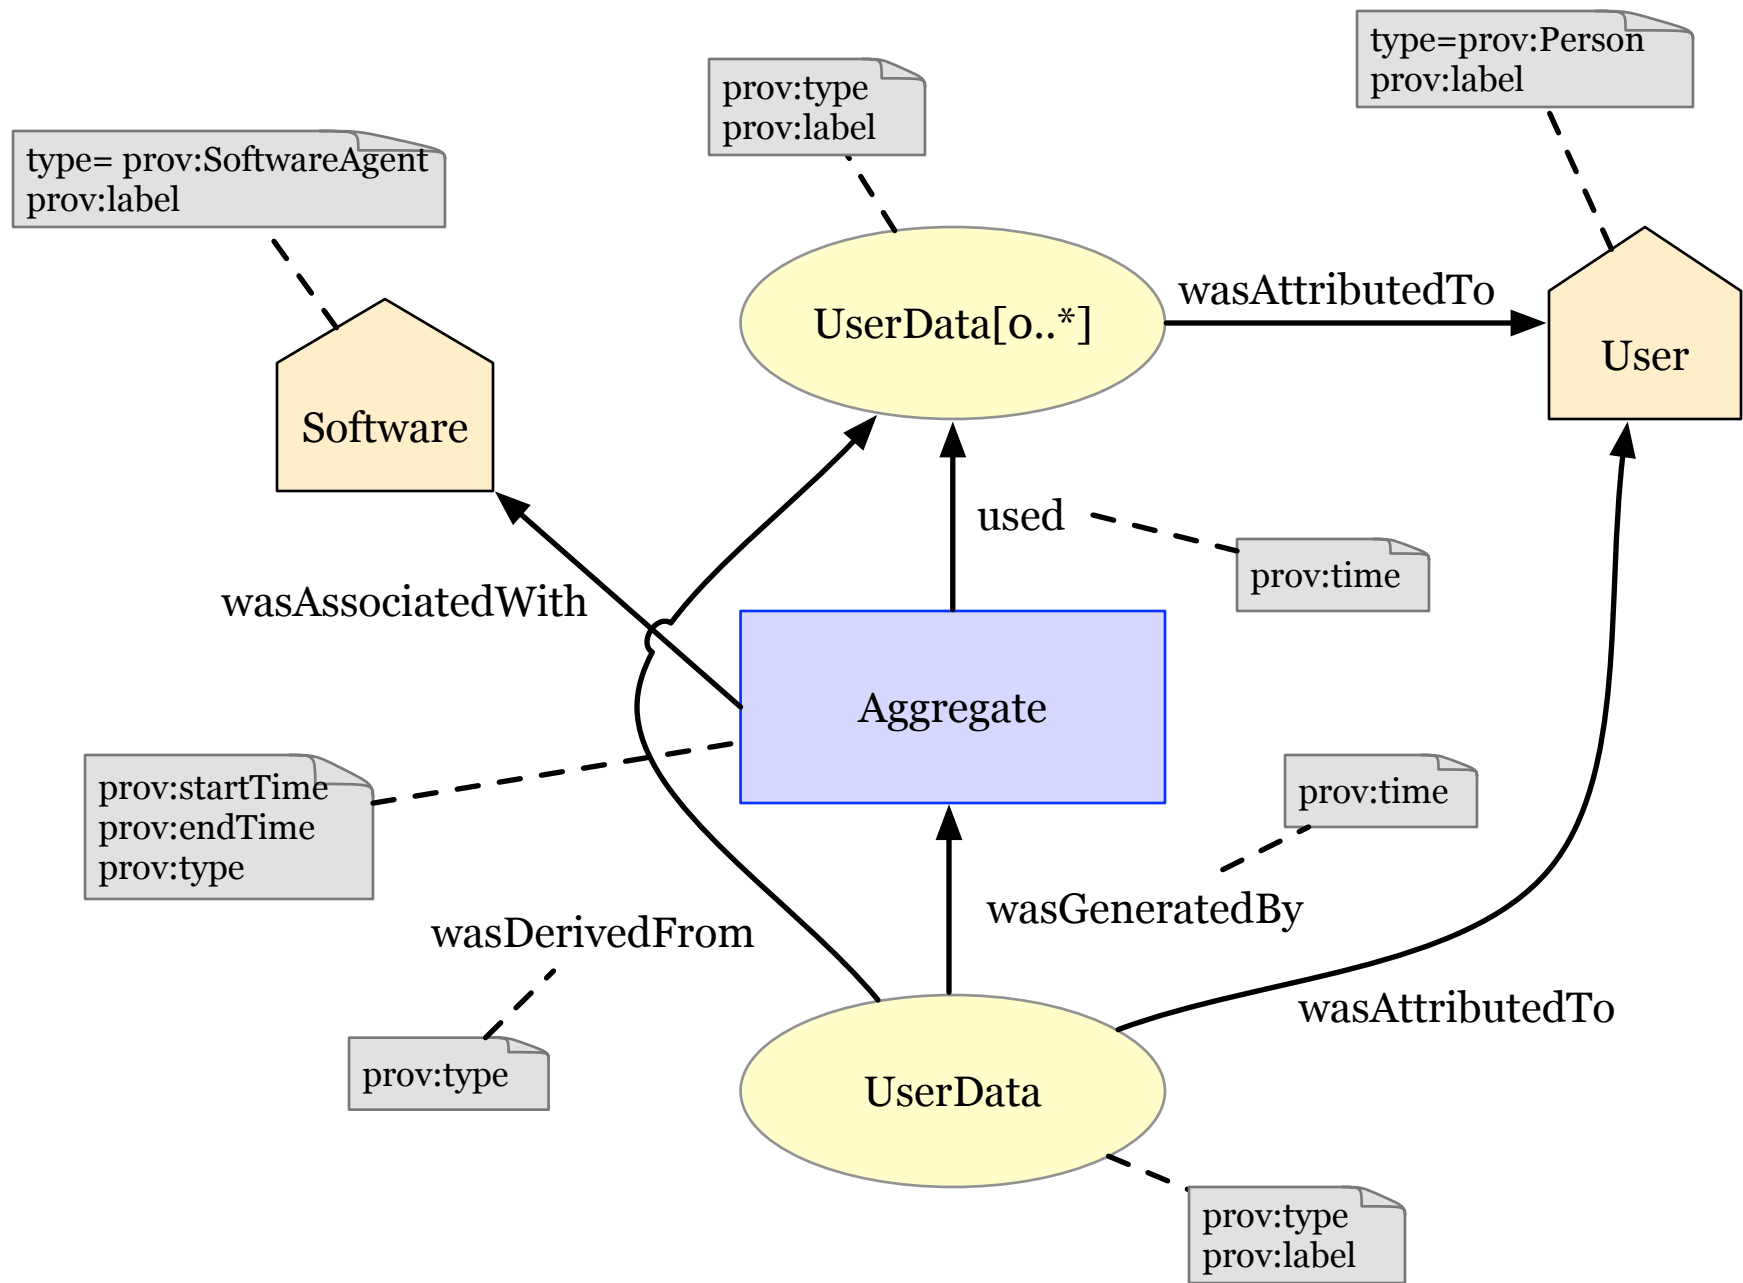 type=prov:Person
prov:label
prov:type
prov:label
type= prov:SoftwareAgent
prov:label
wasAttributedTo
UserData[0..*]
User
Software
used
prov:time
wasAssociatedWith
Aggregate
prov:startTime
prov:endTime
prov:type
prov:time
wasGeneratedBy
wasDerivedFrom
wasAttributedTo
prov:type
UserData
prov:type
prov:label